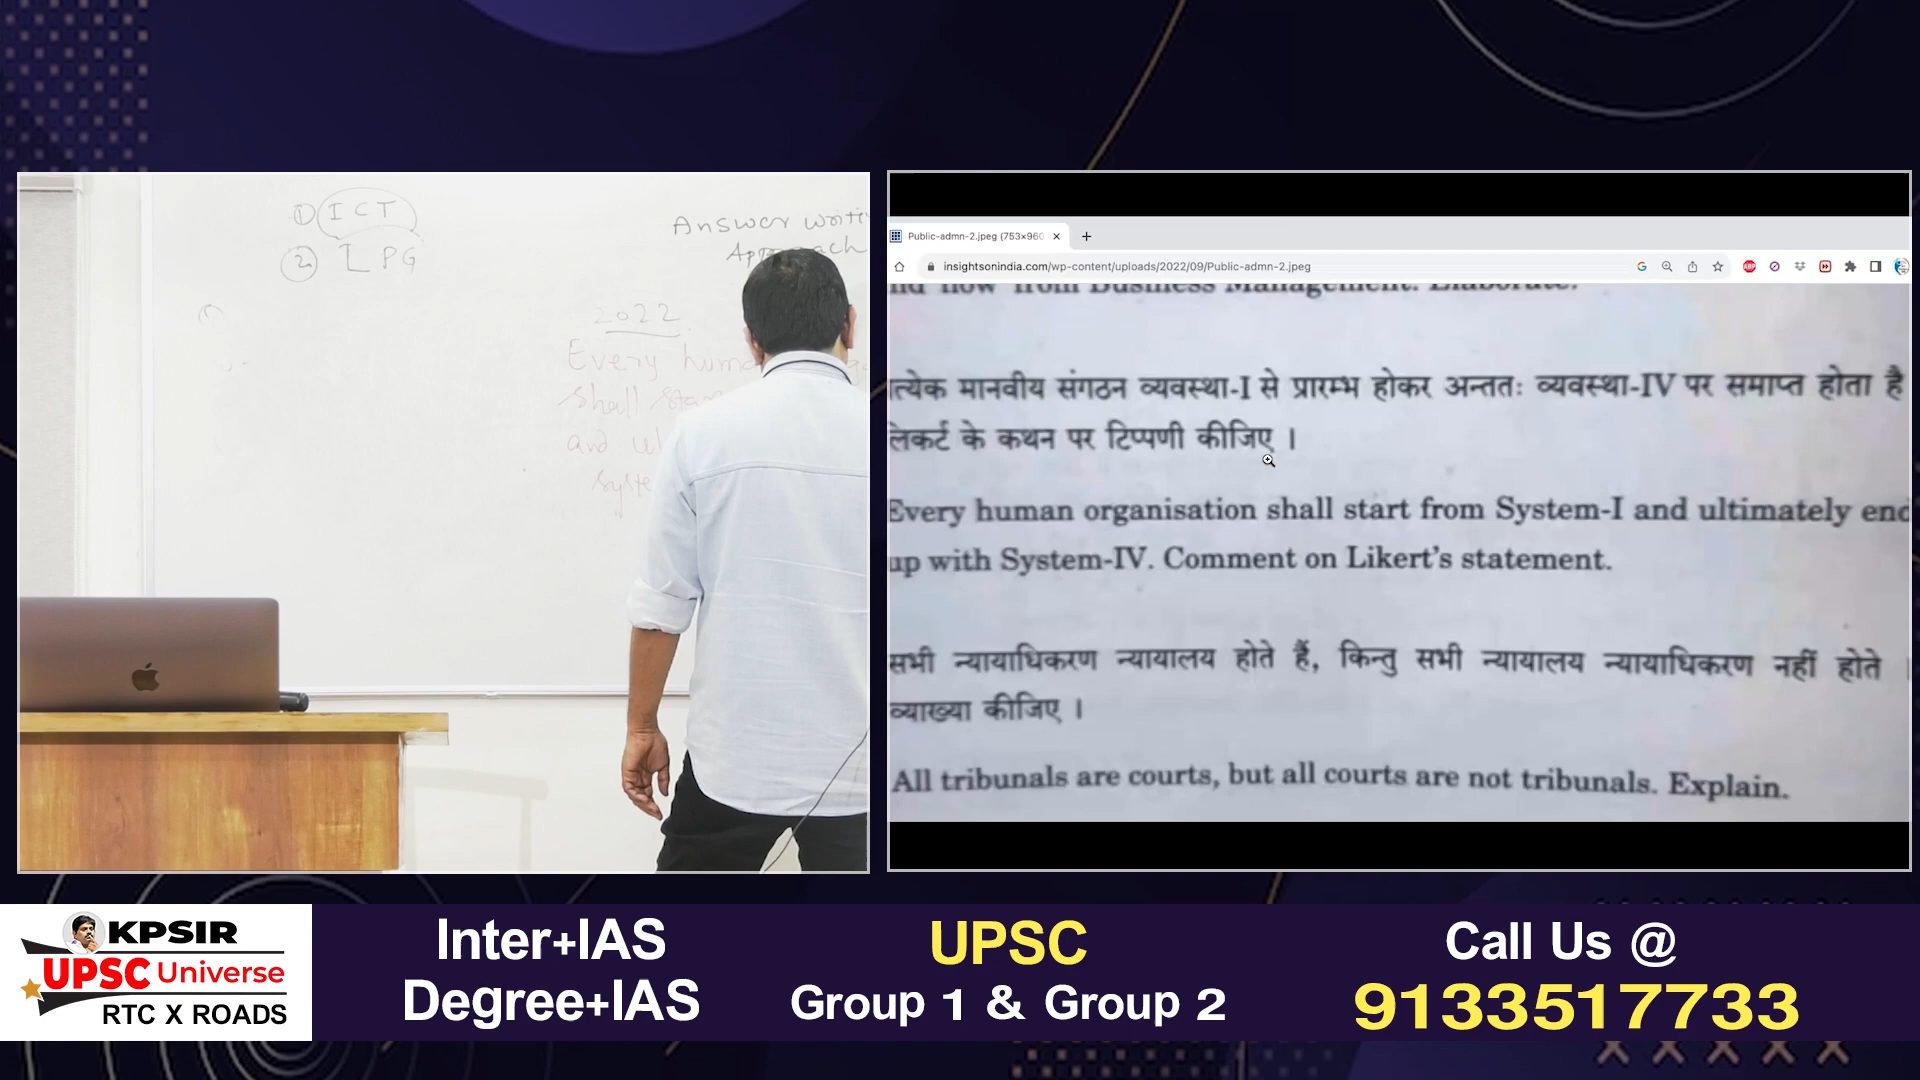 ① ICT
② LPG
Answer
2022
Every
Shall
and
Public-admn-2.jpeg (753×960
insightsonindia.com/wp-content/uploads/2022/09/Public-admn-2.jpeg
from Business Management. Elaborate.
त्येक मानवीय संगठन व्यवस्था-I से प्रारम्भ होकर अन्ततः व्यवस्था-IV पर समाप्त होता है
लेकर्ट के कथन पर टिप्पणी कीजिए ।
Every human organisation shall start from System-I and ultimately end
up with System-IV. Comment on Likert's statement.
सभी न्यायाधिकरण न्यायालय होते हैं, किन्तु सभी न्यायालय न्यायाधिकरण नहीं होते ।
व्याख्या कीजिए ।
All tribunals are courts, but all courts are not tribunals. Explain.
KPSIR
UPSC Universe
RTC X ROADS
Inter+IAS
Degree+IAS
UPSC
Group 1 & Group 2
Call Us @
9133517733